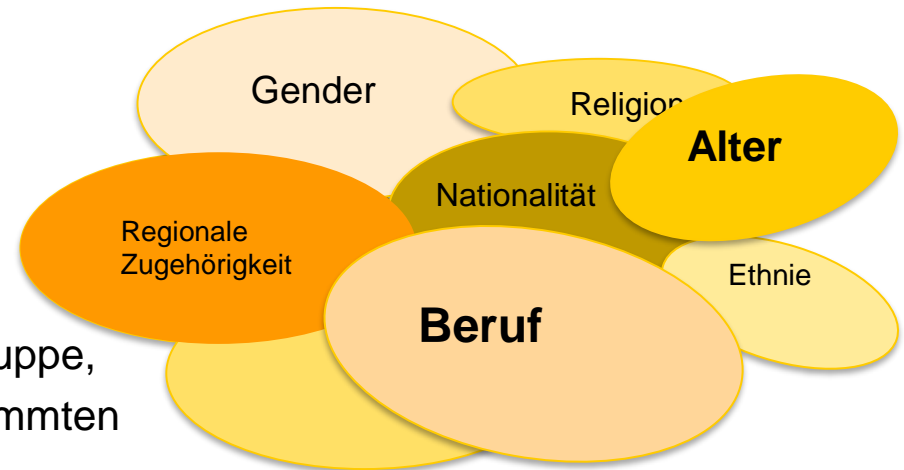 Gender
Religion
Alter
Nationalität
Regionale
Zugehörigkeit
Ethnie
Beruf
uppe,
mmten